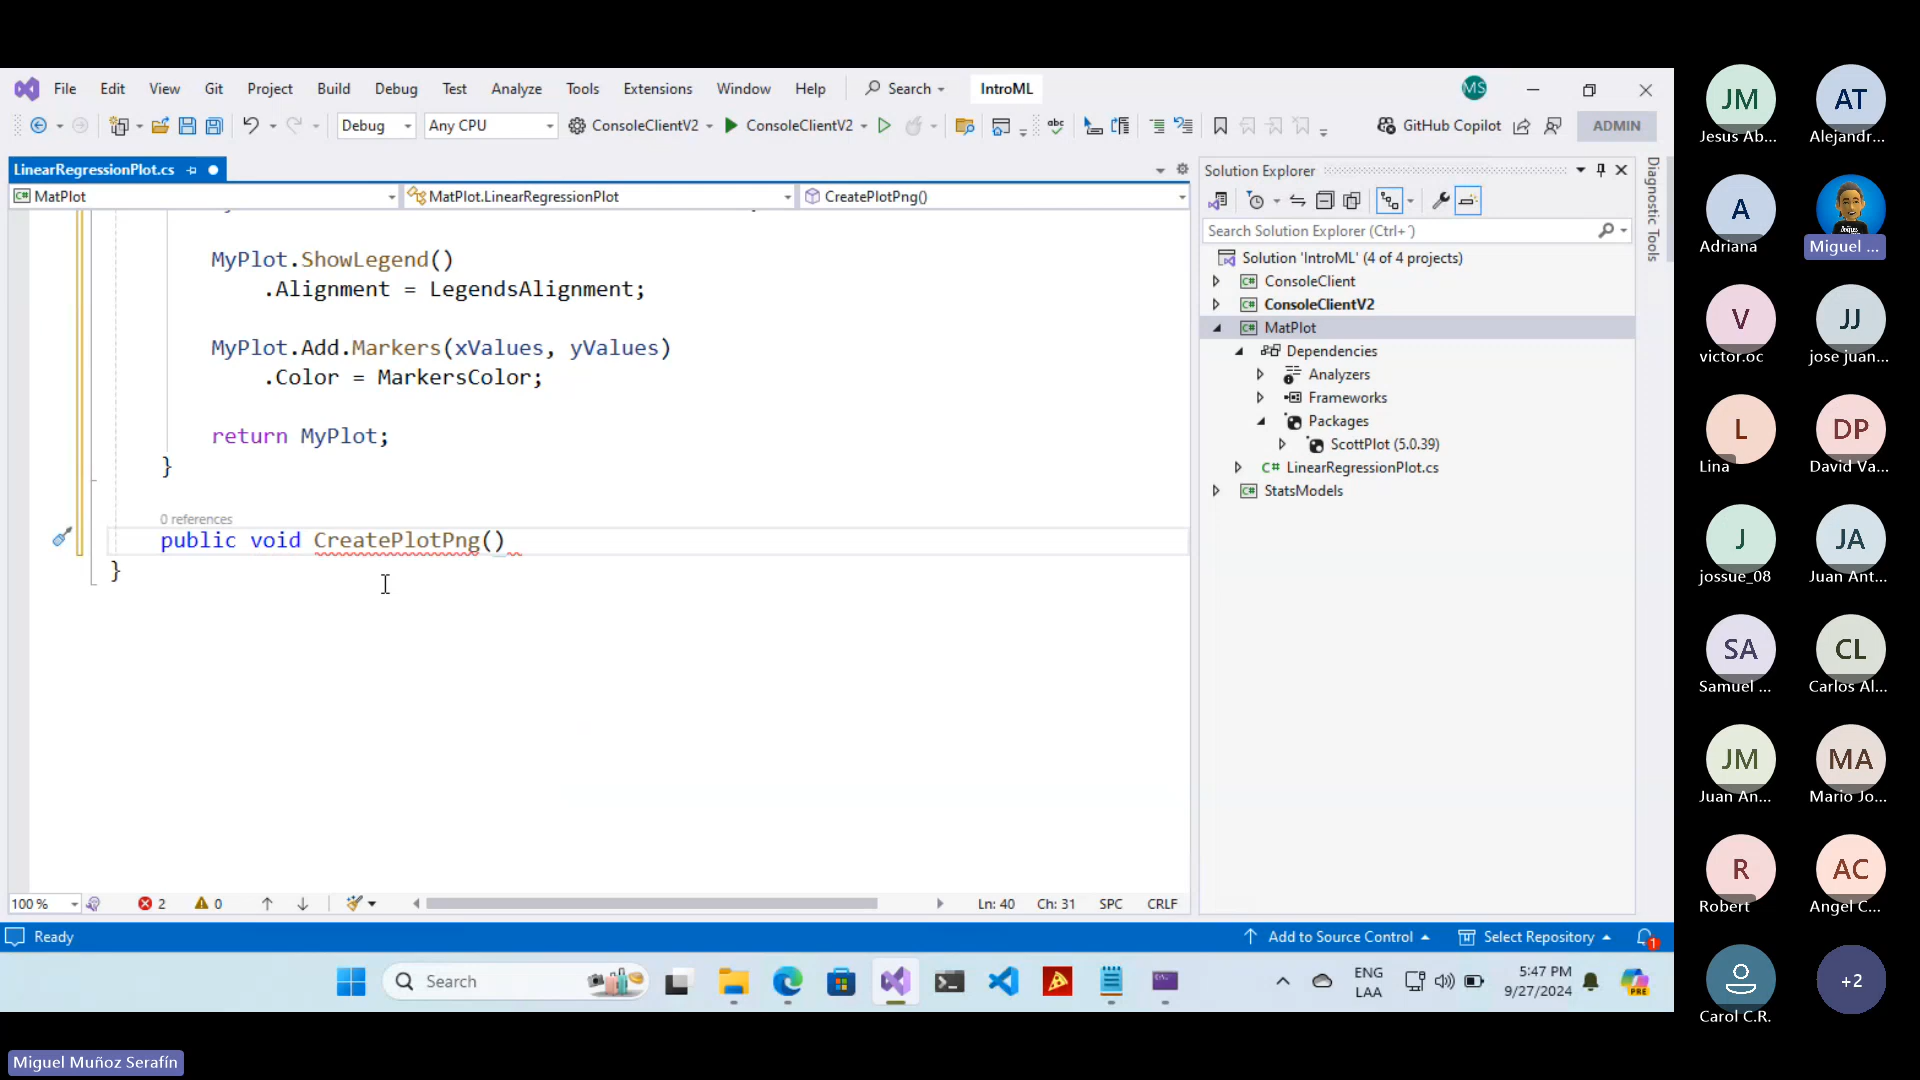 File Edit View Git Project Build Debug Test Analyze Tools Extensions Window Help Search IntroML MS
Debug Any CPU ConsoleClientV2 ConsoleClientV2 GitHub Copilot ADMIN
LinearRegressionPlot.cs
MatPlot MatPlot.LinearRegressionPlot CreatePlotPng()
MyPlot.ShowLegend()
.Alignment = LegendsAlignment;
MyPlot.Add.Markers(xValues, yValues)
.Color = MarkersColor;
return MyPlot;
}
0 references
public void CreatePlotPng()
}
100 % 2 0 Ln: 40 Ch: 31 SPC CRLF
Solution Explorer
Search Solution Explorer (Ctrl+´)
Solution 'IntroML' (4 of 4 projects)
C# ConsoleClient
C# ConsoleClientV2
C# MatPlot
Dependencies
Analyzers
Frameworks
Packages
ScottPlot (5.0.39)
C# LinearRegressionPlot.cs
C# StatsModels
Diagnostic Tools
Ready Add to Source Control Select Repository 1
Search
ENG
LAA
5:47 PM
9/27/2024
PRE
JM
Jesus Ab...
AT
Alejandr...
A
Adriana
Miguel ...
V
victor.oc
JJ
jose juan...
L
Lina
DP
David Va...
J
jossue_08
JA
Juan Ant...
SA
Samuel ...
CL
Carlos Al...
JM
Juan An...
MA
Mario Jo...
R
Robert
AC
Angel C...
Carol C.R.
+2
Miguel Muñoz Serafín